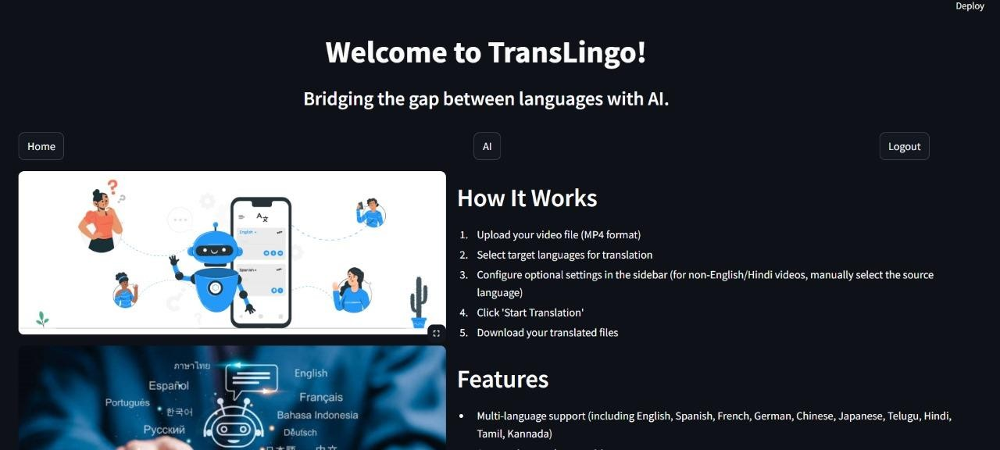 Deploy
Welcome to TransLingo!
Bridging the gap between languages with AI.
Home
AI
Logout
English
Spanish
How It Works
1. Upload your video file (MP4 format)
2. Select target languages for translation
3. Configure optional settings in the sidebar (for non-English/Hindi videos, manually select the source
language)
4. Click 'Start Translation'
5. Download your translated files
ภาษาไทย
English
Español
Français
Português
한국어
Bahasa Indonesia
Русский
Deutsch
日本語
中文
Features
• Multi-language support (including English, Spanish, French, German, Chinese, Japanese, Telugu, Hindi,
Tamil, Kannada)